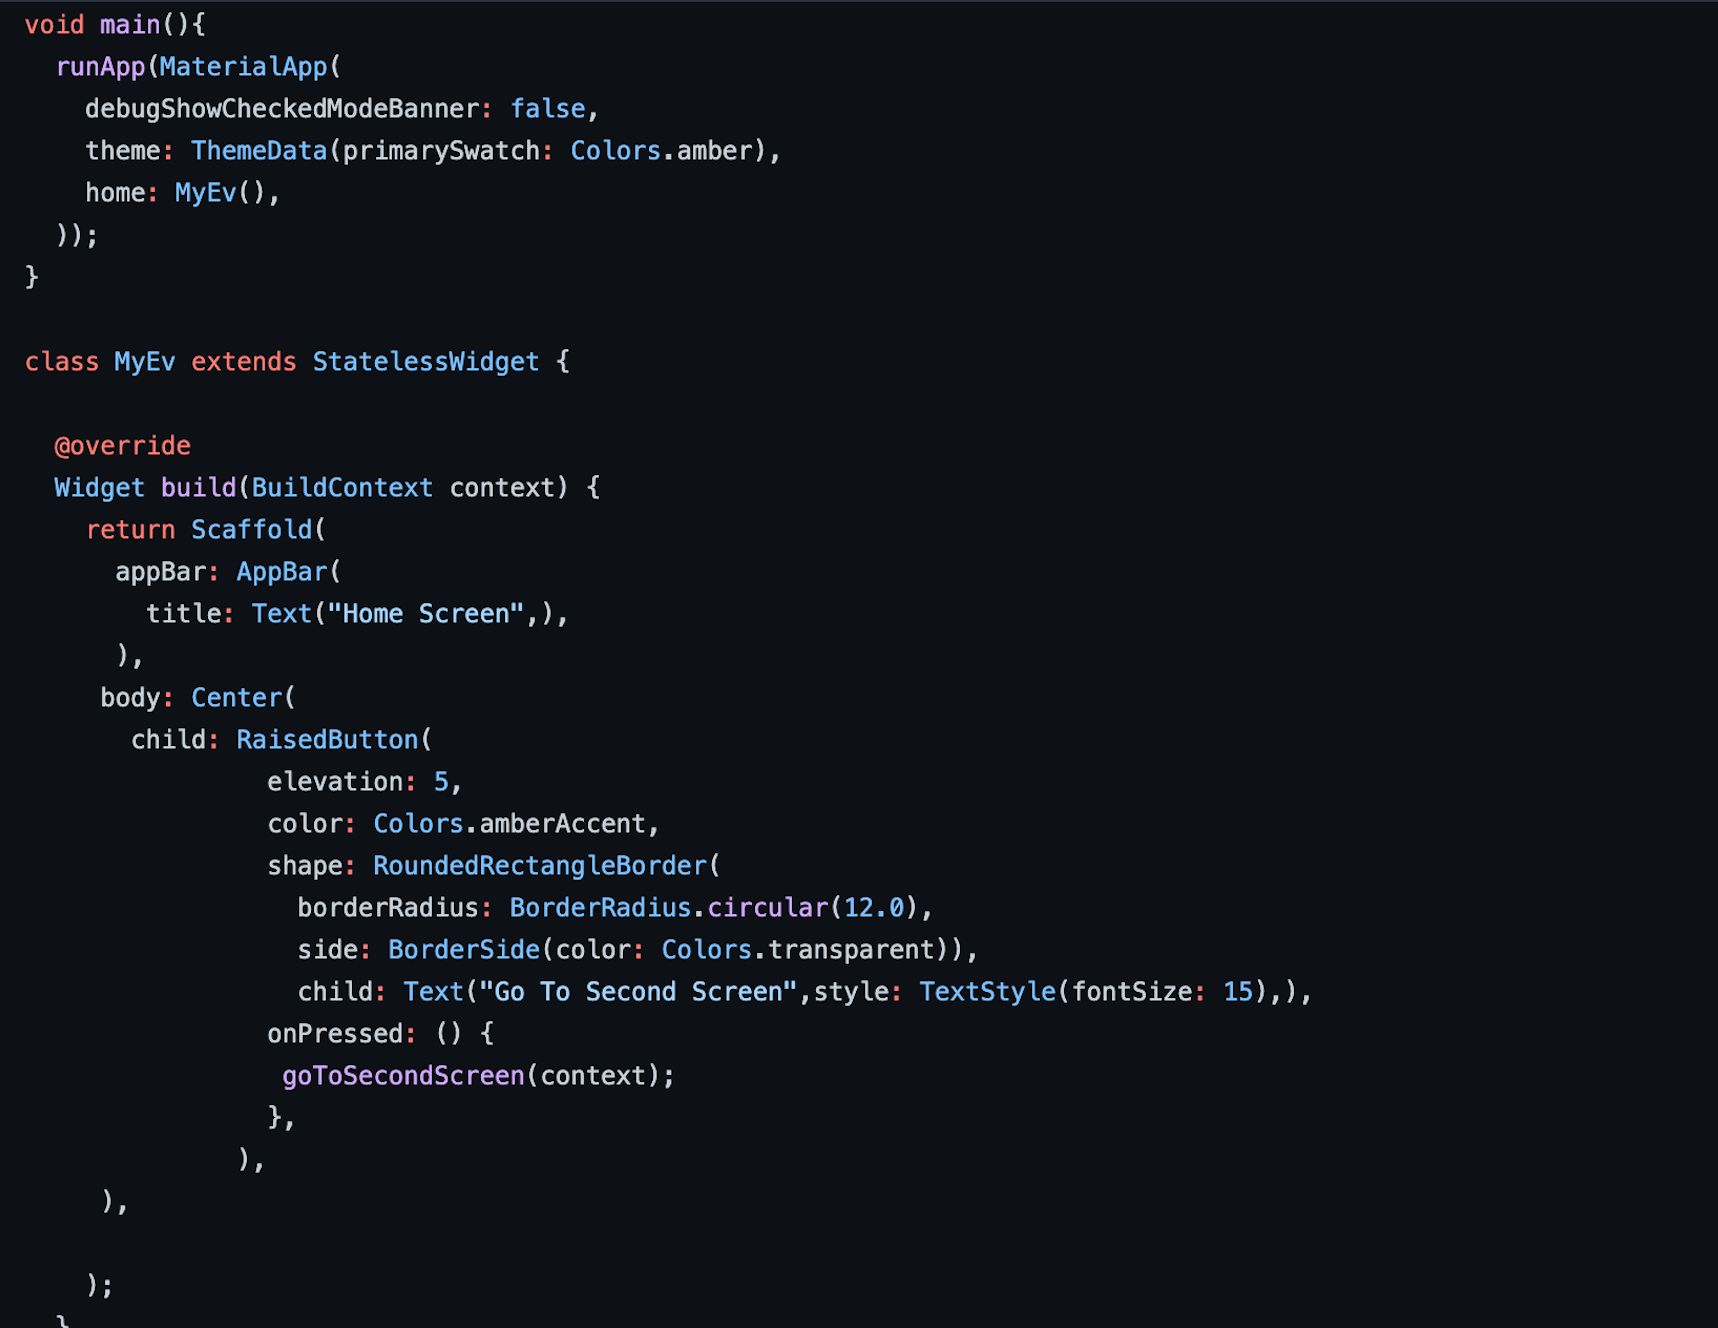 void main(){
runApp(MaterialApp(
debugShowCheckedModeBanner: false,
theme: ThemeData(primarySwatch: Colors.amber),
home: MyEv(),
));
}
class MyEv extends StatelessWidget {
@override
Widget build(BuildContext context) {
return Scaffold(
appBar: AppBar(
title: Text("Home Screen",),
),
body: Center(
child: RaisedButton(
elevation: 5,
color: Colors.amberAccent,
shape: RoundedRectangleBorder(
borderRadius: BorderRadius.circular(12.0),
side: BorderSide(color: Colors.transparent)),
child: Text("Go To Second Screen",style: TextStyle(fontSize: 15),),
onPressed: () {
goToSecondScreen(context);
},
),
),
);
}